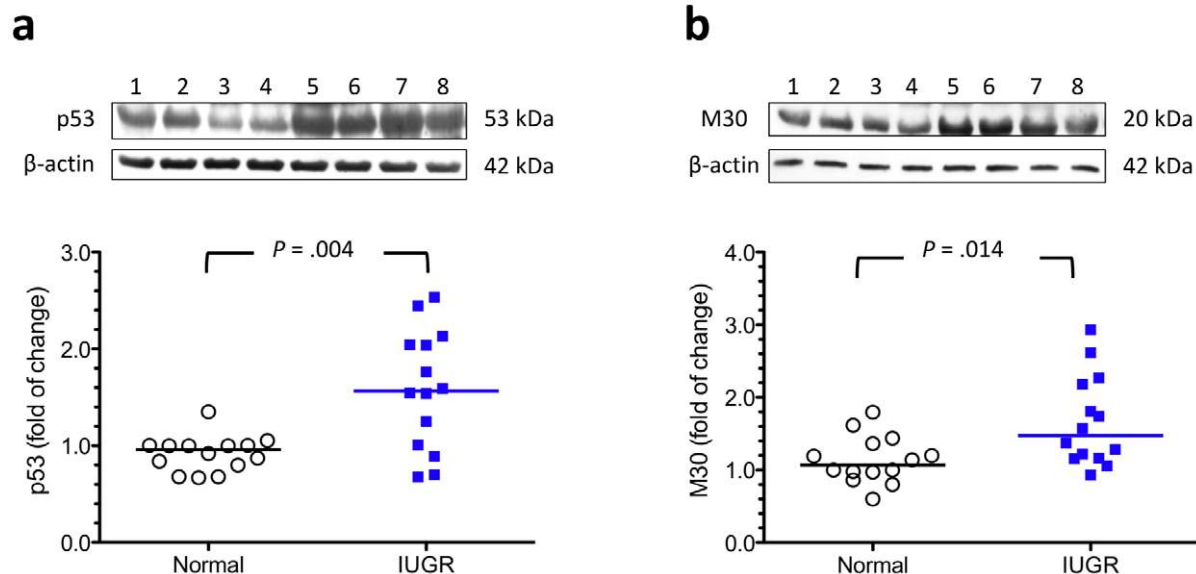 a
1 2 3 4 5 6 7 8
p53 53 kDa
β-actin 42 kDa
3.0
2.0
1.0
0.0
p53 (fold of change)
P = .004
Normal IUGR
b
1 2 3 4 5 6 7 8
M30 20 kDa
β-actin 42 kDa
4.0
3.0
2.0
1.0
0.0
M30 (fold of change)
P = .014
Normal IUGR